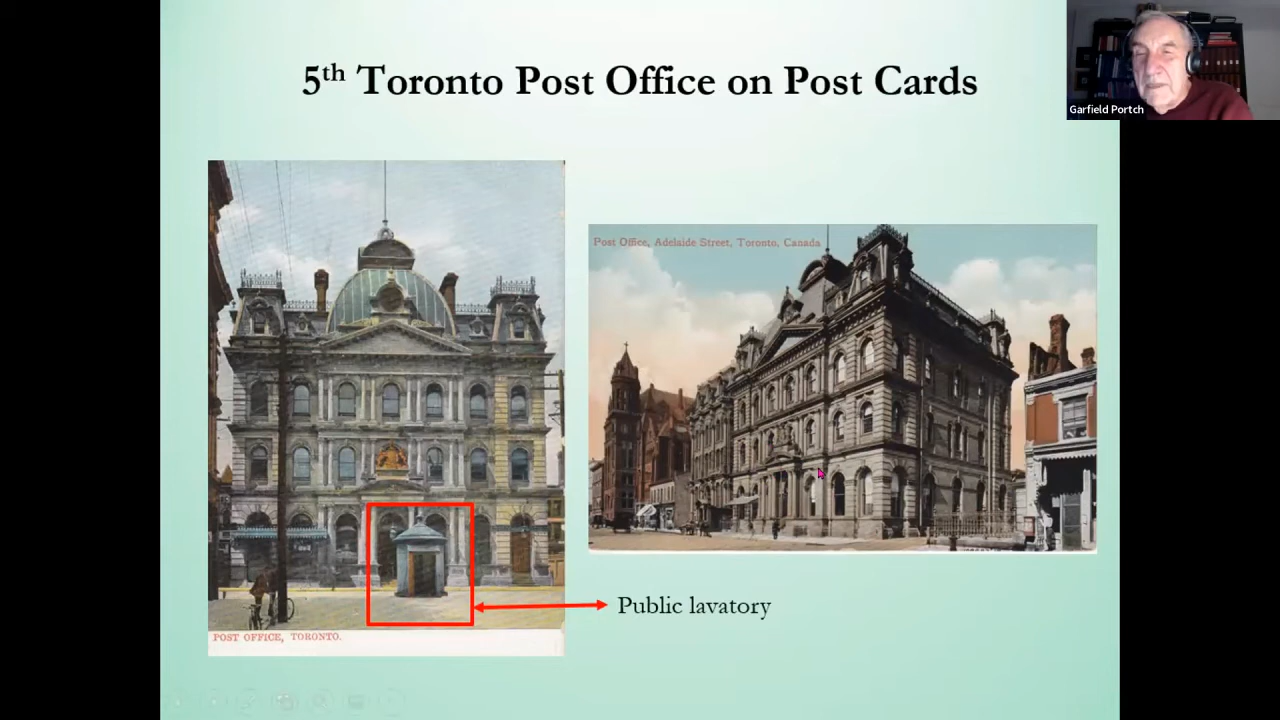 5th Toronto Post Office on Post Cards
Garfield Portch
Post Office, Adelaide Street, Toronto, Canada
Public lavatory
POST OFFICE, TORONTO.